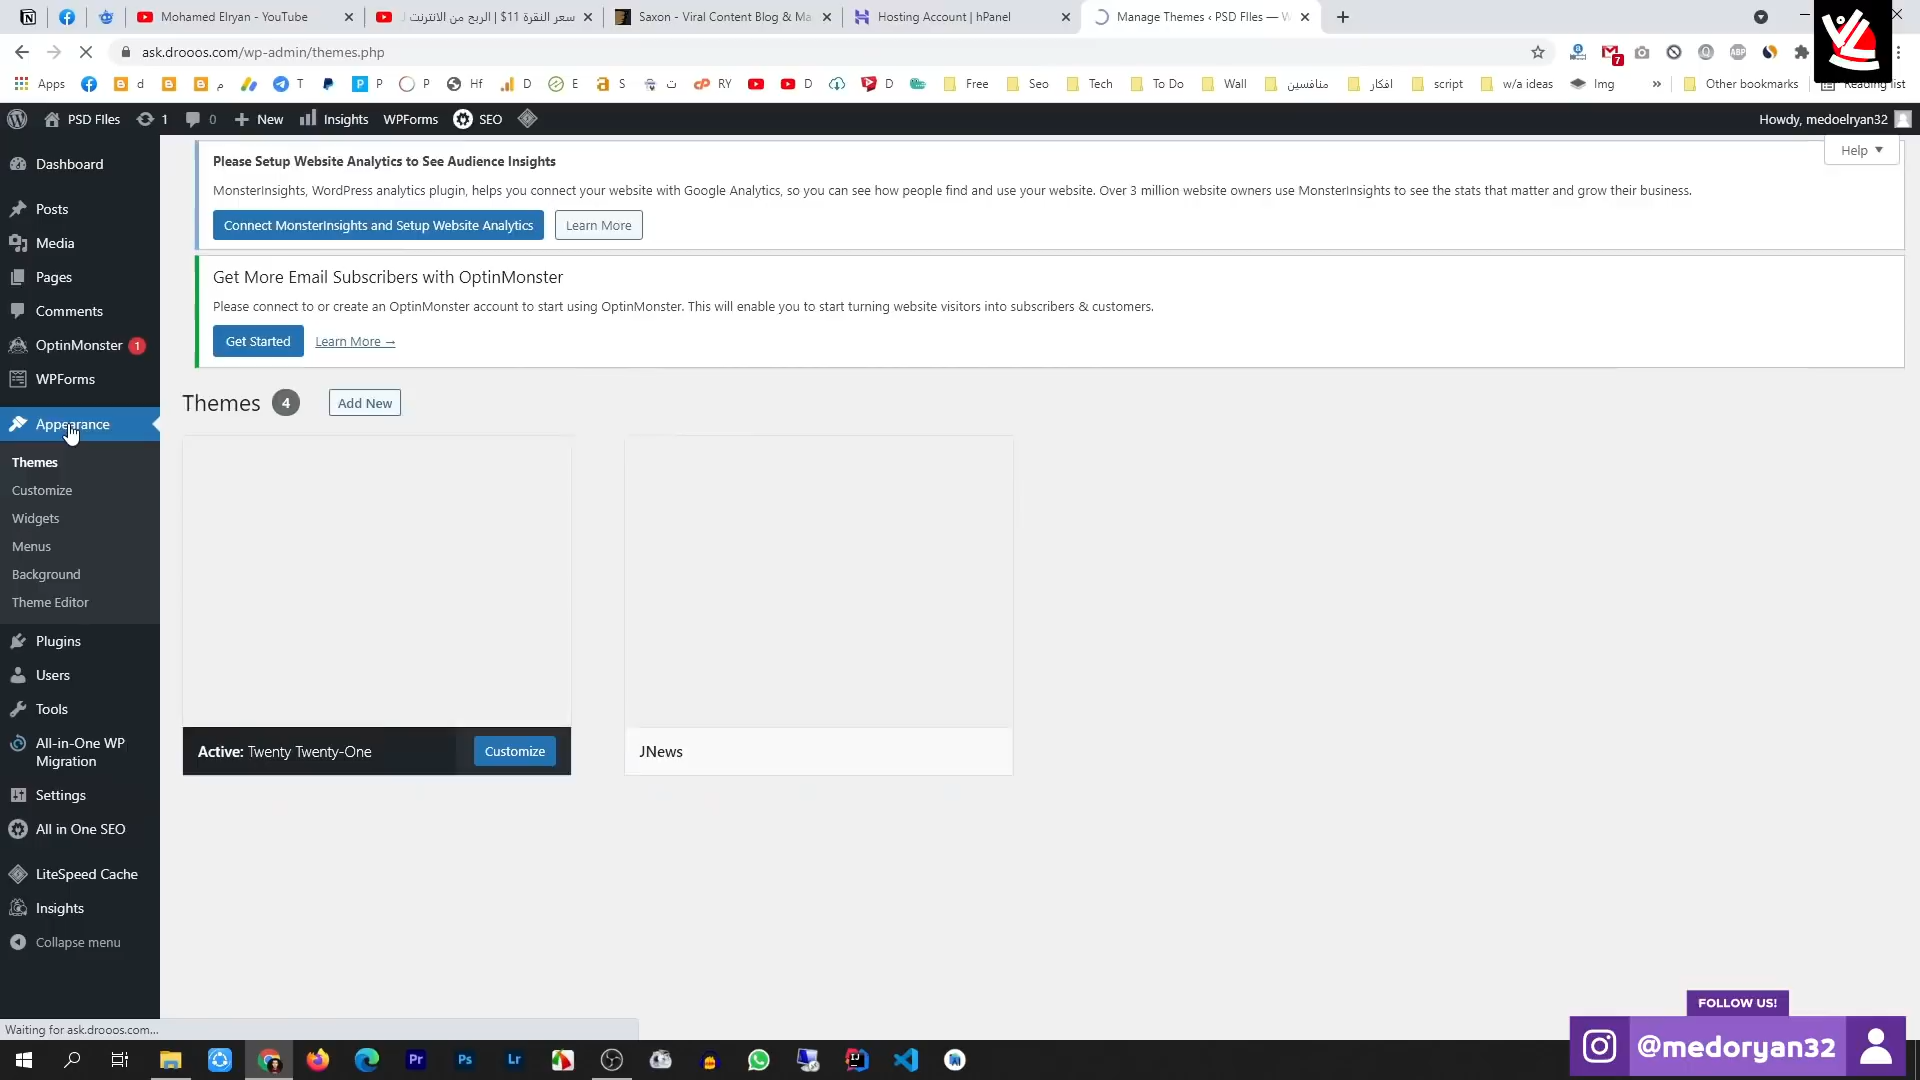 Mohamed Elryan - YouTube
سعر النقرة 11$ | الربح من الانترنت
Saxon - Viral Content Blog & Ma
Hosting Account | hPanel
Manage Themes ‹ PSD FIles — W
ask.drooos.com/wp-admin/themes.php
7
ABP
Apps
d
م
T
P
P
Hf
D
E
S
ت
RY
D
D
Free
Seo
Tech
To Do
Wall
منافسين
افكار
script
w/a ideas
Img
»
Other bookmarks
Reading list
PSD FIles
1
0
New
Insights
WPForms
SEO
Howdy, medoelryan32
Help
Dashboard
Posts
Media
Pages
Comments
OptinMonster 1
WPForms
Appearance
Themes
Customize
Widgets
Menus
Background
Theme Editor
Plugins
Users
Tools
All-in-One WP
Migration
Settings
All in One SEO
LiteSpeed Cache
Insights
Collapse menu
Please Setup Website Analytics to See Audience Insights
MonsterInsights, WordPress analytics plugin, helps you connect your website with Google Analytics, so you can see how people find and use your website. Over 3 million website owners use MonsterInsights to see the stats that matter and grow their business.
Connect MonsterInsights and Setup Website Analytics
Learn More
Get More Email Subscribers with OptinMonster
Please connect to or create an OptinMonster account to start using OptinMonster. This will enable you to start turning website visitors into subscribers & customers.
Get Started
Learn More →
Themes 4
Add New
Active: Twenty Twenty-One
Customize
JNews
Waiting for ask.drooos.com...
FOLLOW US!
@medoryan32
Pr
Ps
Lr
IJ